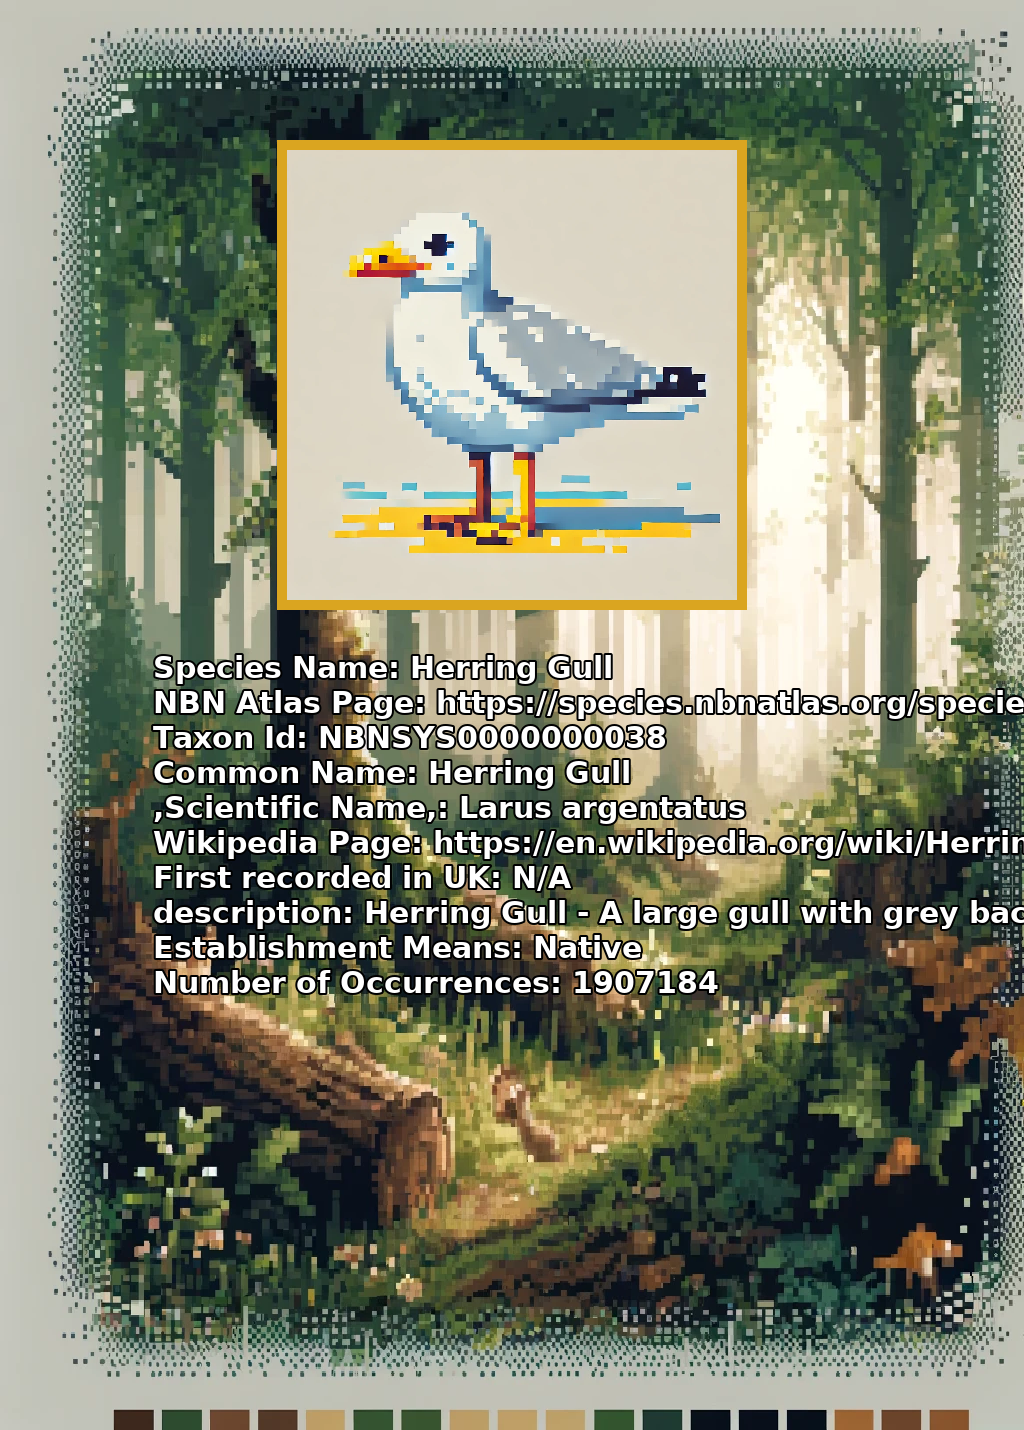 Species Name: Herring Gull
NBN Atlas Page: https://species.nbnatlas.org/specie
Taxon Id: NBNSYS0000000038
Common Name: Herring Gull
,Scientific Name,: Larus argentatus
Wikipedia Page: https://en.wikipedia.org/wiki/Herrin
First recorded in UK: N/A
description: Herring Gull - A large gull with grey bac
Establishment Means: Native
Number of Occurrences: 1907184